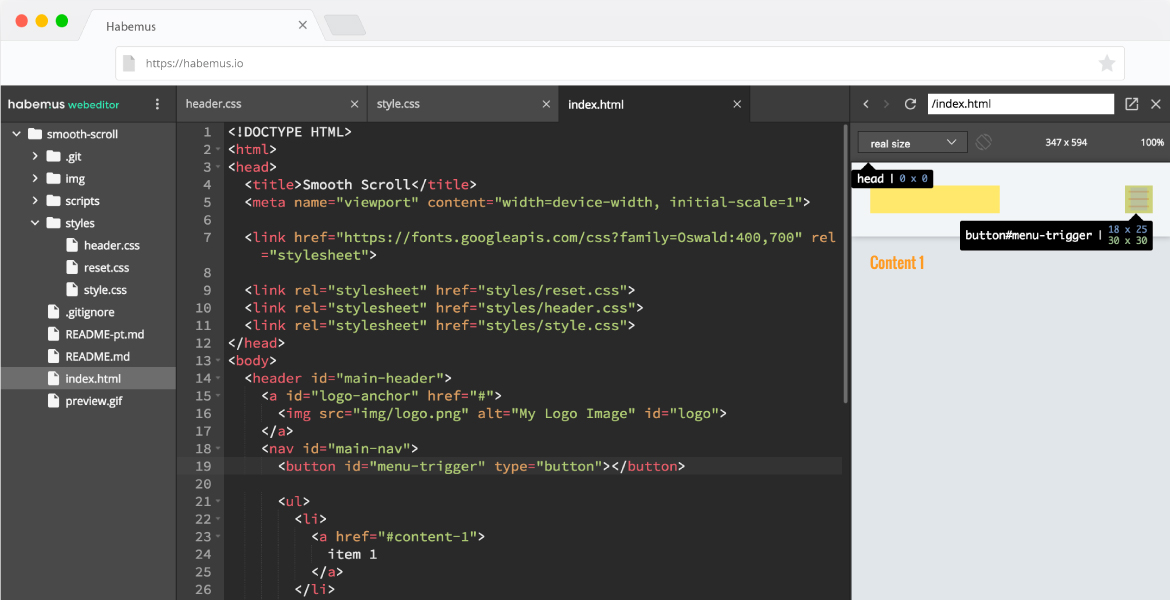 Habemus
https://habemus.io
habemus webeditor
smooth-scroll
.git
img
scripts
styles
header.css
reset.css
style.css
.gitignore
README-pt.md
README.md
index.html
preview.gif
header.css
style.css
index.html
1 <!DOCTYPE HTML>
2 <html>
3 <head>
4 <title>Smooth Scroll</title>
5 <meta name="viewport" content="width=device-width, initial-scale=1">
6
7 <link href="https://fonts.googleapis.com/css?family=Oswald:400,700" rel
="stylesheet">
8
9 <link rel="stylesheet" href="styles/reset.css">
10 <link rel="stylesheet" href="styles/header.css">
11 <link rel="stylesheet" href="styles/style.css">
12 </head>
13 <body>
14 <header id="main-header">
15 <a id="logo-anchor" href="#">
16 <img src="img/logo.png" alt="My Logo Image" id="logo">
17 </a>
18 <nav id="main-nav">
19 <button id="menu-trigger" type="button"></button>
20
21 <ul>
22 <li>
23 <a href="#content-1">
24 item 1
25 </a>
26 </li>
/index.html
real size
347 x 594
100%
head | 0 x 0
button#menu-trigger | 18 x 25
30 x 30
Content 1